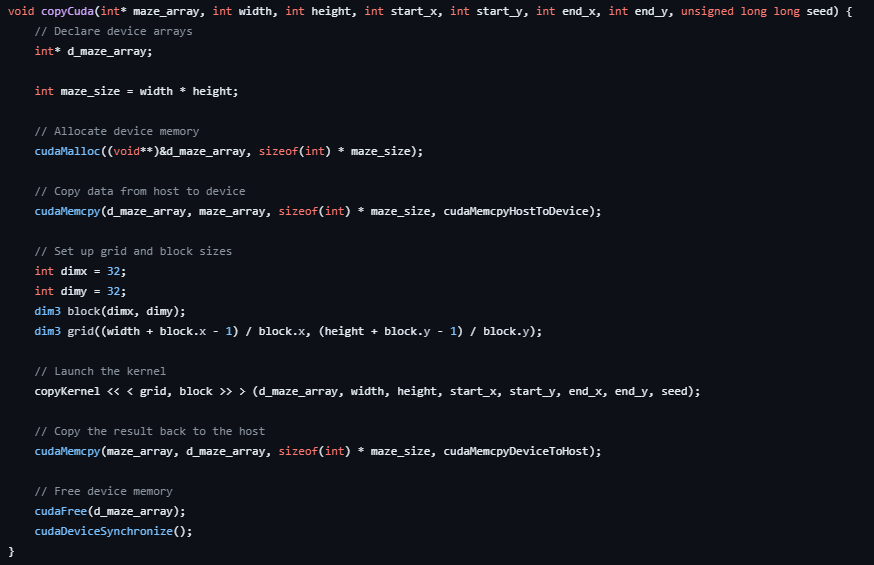 void copyCuda(int* maze_array, int width, int height, int start_x, int start_y, int end_x, int end_y, unsigned long long seed) {
    // Declare device arrays
    int* d_maze_array;

    int maze_size = width * height;

    // Allocate device memory
    cudaMalloc((void**)&d_maze_array, sizeof(int) * maze_size);

    // Copy data from host to device
    cudaMemcpy(d_maze_array, maze_array, sizeof(int) * maze_size, cudaMemcpyHostToDevice);

    // Set up grid and block sizes
    int dimx = 32;
    int dimy = 32;
    dim3 block(dimx, dimy);
    dim3 grid((width + block.x - 1) / block.x, (height + block.y - 1) / block.y);

    // Launch the kernel
    copyKernel << < grid, block >> > (d_maze_array, width, height, start_x, start_y, end_x, end_y, seed);

    // Copy the result back to the host
    cudaMemcpy(maze_array, d_maze_array, sizeof(int) * maze_size, cudaMemcpyDeviceToHost);

    // Free device memory
    cudaFree(d_maze_array);
    cudaDeviceSynchronize();
}